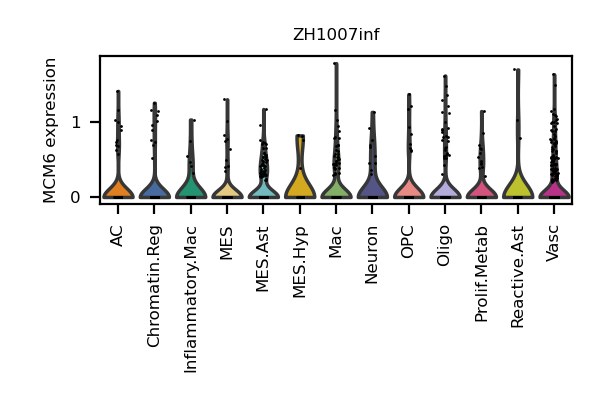 ZH1007inf
MCM6 expression
1
0
AC
Chromatin.Reg
Inflammatory.Mac
MES
MES.Ast
MES.Hyp
Mac
Neuron
OPC
Oligo
Prolif.Metab
Reactive.Ast
Vasc